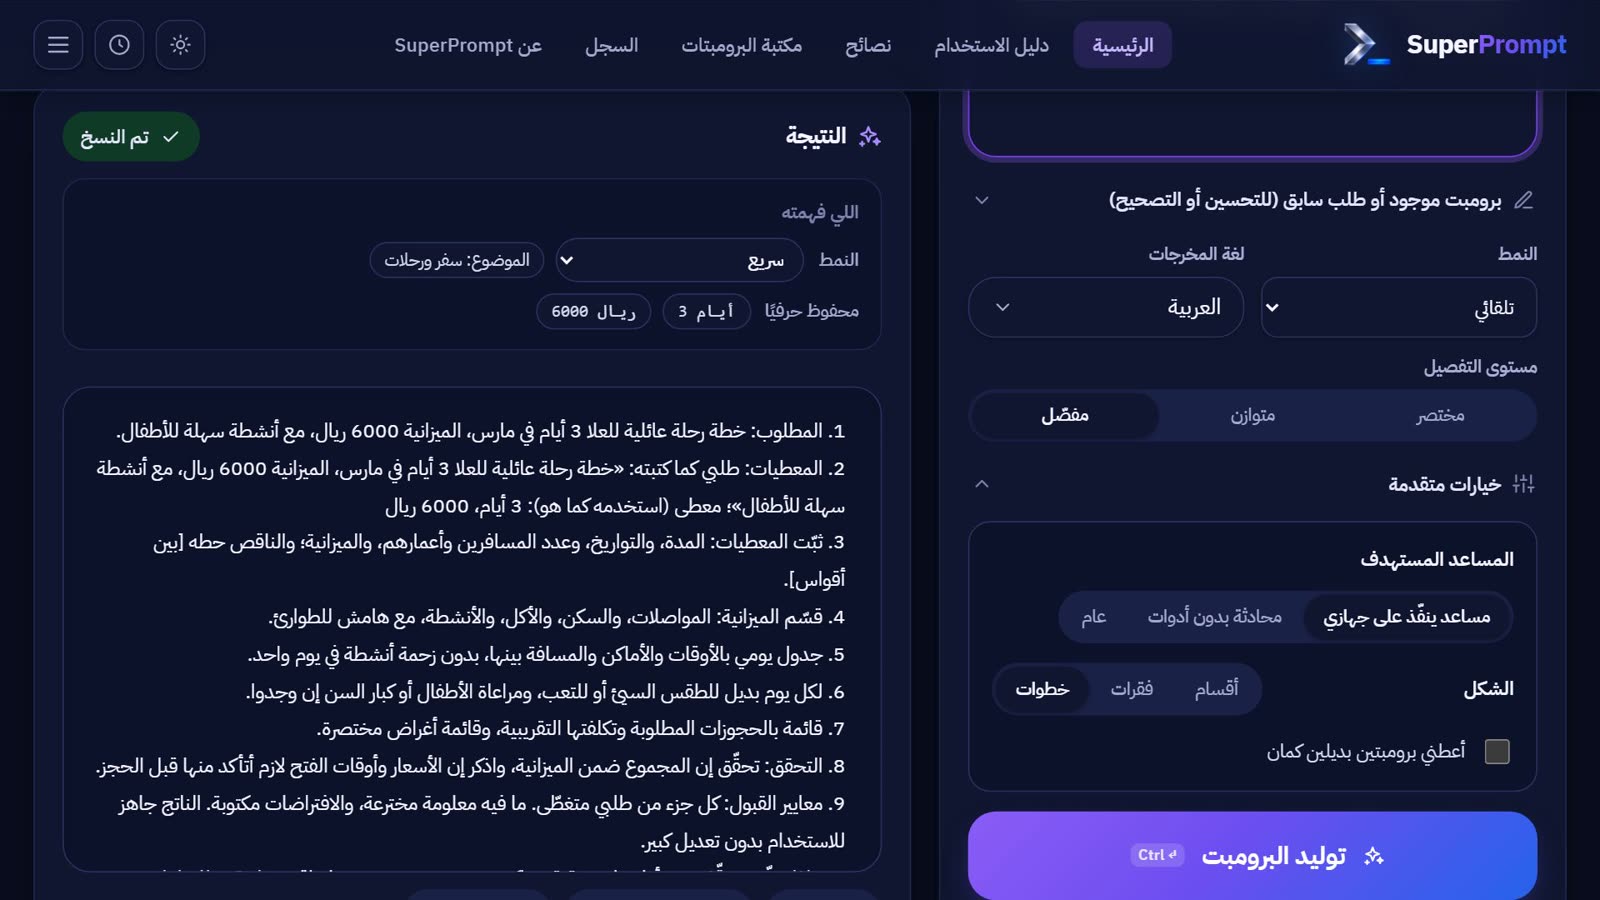 SuperPrompt
الرئيسية
دليل الاستخدام
نصائح
مكتبة البرومبتات
السجل
عن SuperPrompt
برومبت موجود أو طلب سابق (للتحسين أو التصحيح)
النمط
لغة المخرجات
تلقائي
العربية
مستوى التفصيل
مختصر
متوازن
مفصّل
خيارات متقدمة
المساعد المستهدف
مساعد ينفّذ على جهازي
محادثة بدون أدوات
عام
الشكل
أقسام
فقرات
خطوات
أعطني برومبتين بديلين كمان
توليد البرومبت
Ctrl ⏎
النتيجة
تم النسخ
اللي فهمته
النمط
سريع
الموضوع: سفر ورحلات
محفوظ حرفيًا
3 أيام
6000 ريال
1. المطلوب: خطة رحلة عائلية للعلا 3 أيام في مارس، الميزانية 6000 ريال، مع أنشطة سهلة للأطفال.
2. المعطيات: طلبي كما كتبته: «خطة رحلة عائلية للعلا 3 أيام في مارس، الميزانية 6000 ريال، مع أنشطة
سهلة للأطفال»؛ معطى (استخدمه كما هو): 3 أيام، 6000 ريال
3. ثبّت المعطيات: المدة، والتواريخ، وعدد المسافرين وأعمارهم، والميزانية؛ والناقص حطه [بين
أقواس].
4. قسّم الميزانية: المواصلات، والسكن، والأكل، والأنشطة، مع هامش للطوارئ.
5. جدول يومي بالأوقات والأماكن والمسافة بينها، بدون زحمة أنشطة في يوم واحد.
6. لكل يوم بديل للطقس السيئ أو للتعب، ومراعاة الأطفال أو كبار السن إن وجدوا.
7. قائمة بالحجوزات المطلوبة وتكلفتها التقريبية، وقائمة أغراض مختصرة.
8. التحقق: تحقّق إن المجموع ضمن الميزانية، واذكر إن الأسعار وأوقات الفتح لازم أتأكد منها قبل الحجز.
9. معايير القبول: كل جزء من طلبي متغطّى. ما فيه معلومة مخترعة، والافتراضات مكتوبة. الناتج جاهز
للاستخدام بدون تعديل كبير.